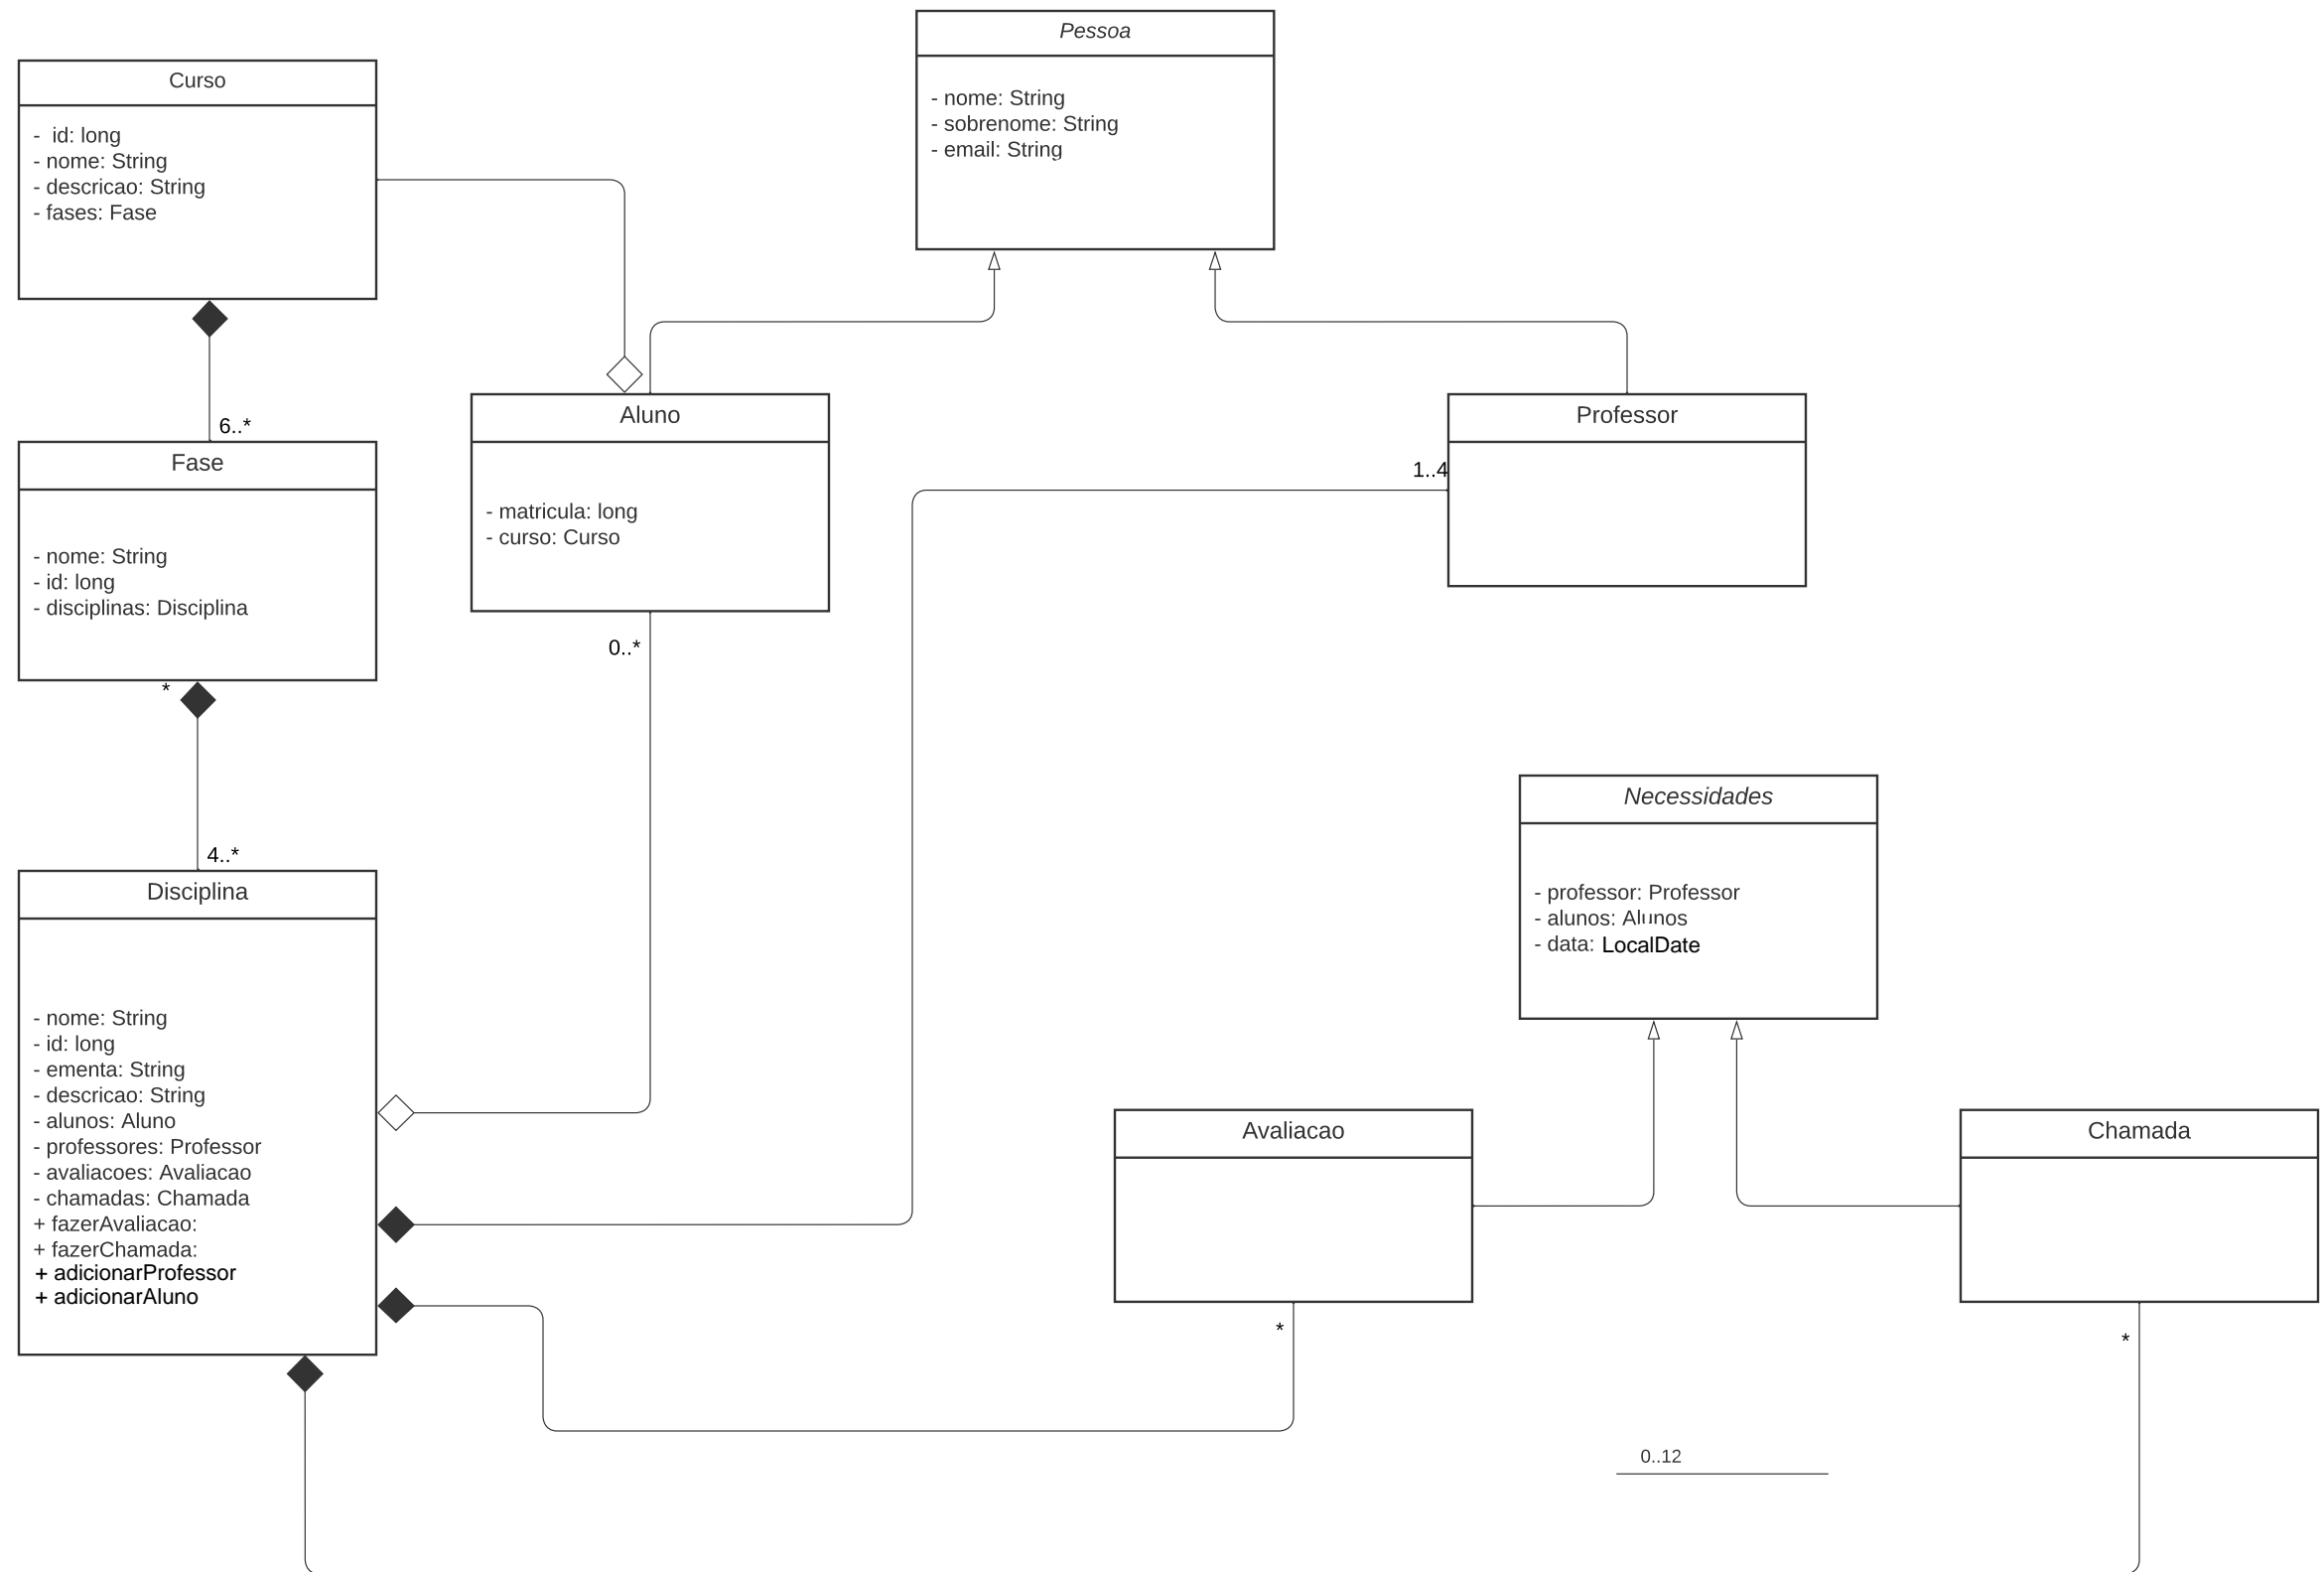 Pessoa
- nome: String
- sobrenome: String
- email: String
Curso
-  id: long
- nome: String
- descricao: String
- fases: Fase
6..*
Fase
- nome: String
- id: long
- disciplinas: Disciplina
*
4..*
Aluno
- matricula: long
- curso: Curso
0..*
Professor
1..4
Disciplina
- nome: String
- id: long
- ementa: String
- descricao: String
- alunos: Aluno
- professores: Professor
- avaliacoes: Avaliacao
- chamadas: Chamada
+ fazerAvaliacao:
+ fazerChamada:
+ adicionarProfessor
+ adicionarAluno
Necessidades
- professor: Professor
- alunos: Alunos
- data: LocalDate
Avaliacao
*
Chamada
*
0..12